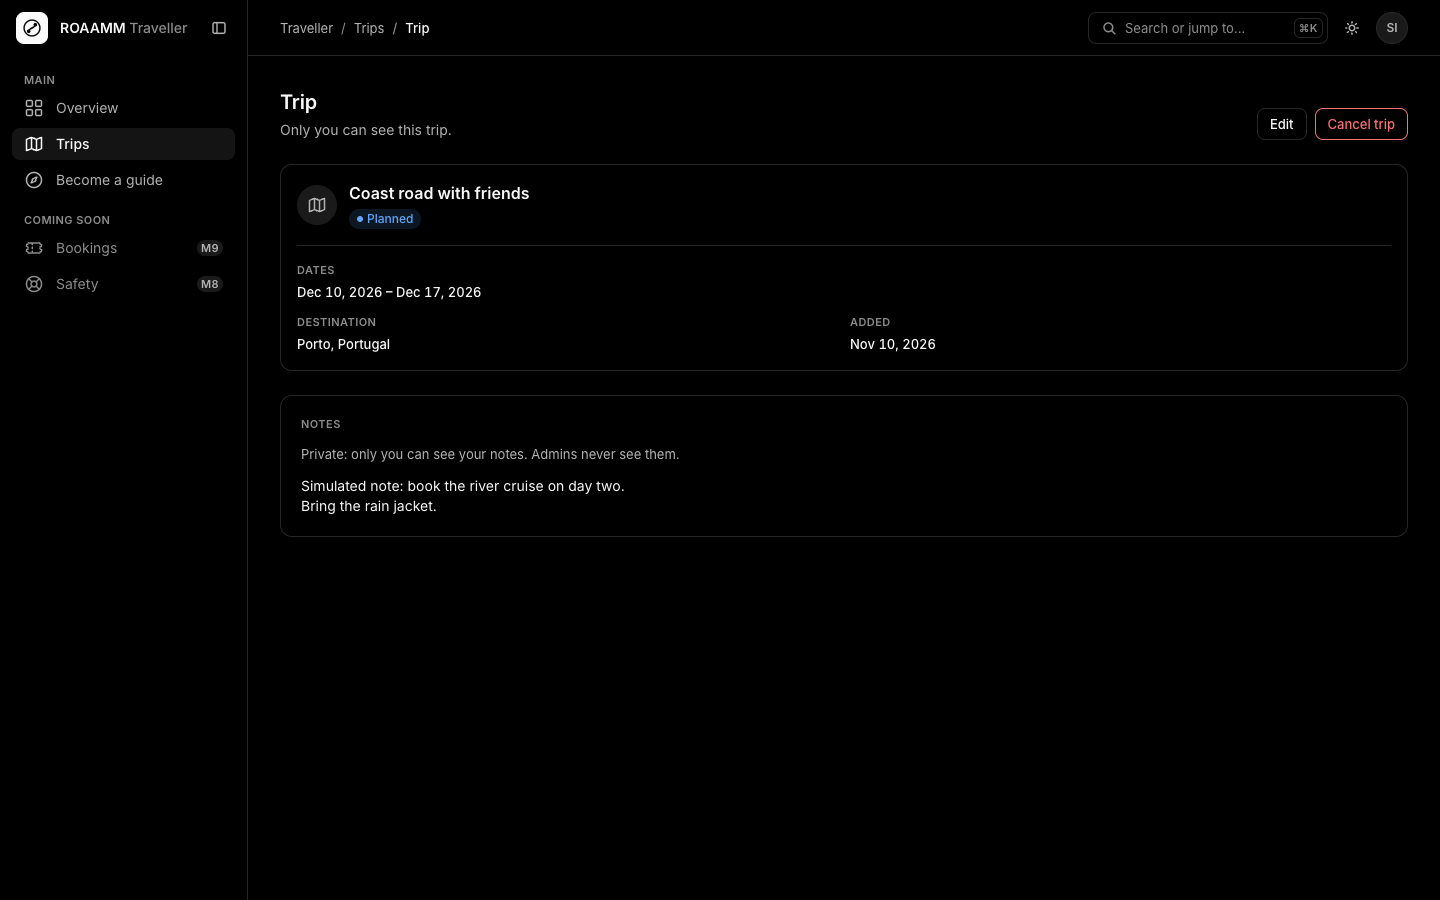 ROAAMM Traveller
MAIN
Overview
Trips
Become a guide
COMING SOON
Bookings M9
Safety M8
Traveller / Trips / Trip
Search or jump to... ⌘K
SI
Trip
Only you can see this trip.
Edit
Cancel trip
Coast road with friends
Planned
DATES
Dec 10, 2026 – Dec 17, 2026
DESTINATION
Porto, Portugal
ADDED
Nov 10, 2026
NOTES
Private: only you can see your notes. Admins never see them.
Simulated note: book the river cruise on day two.
Bring the rain jacket.